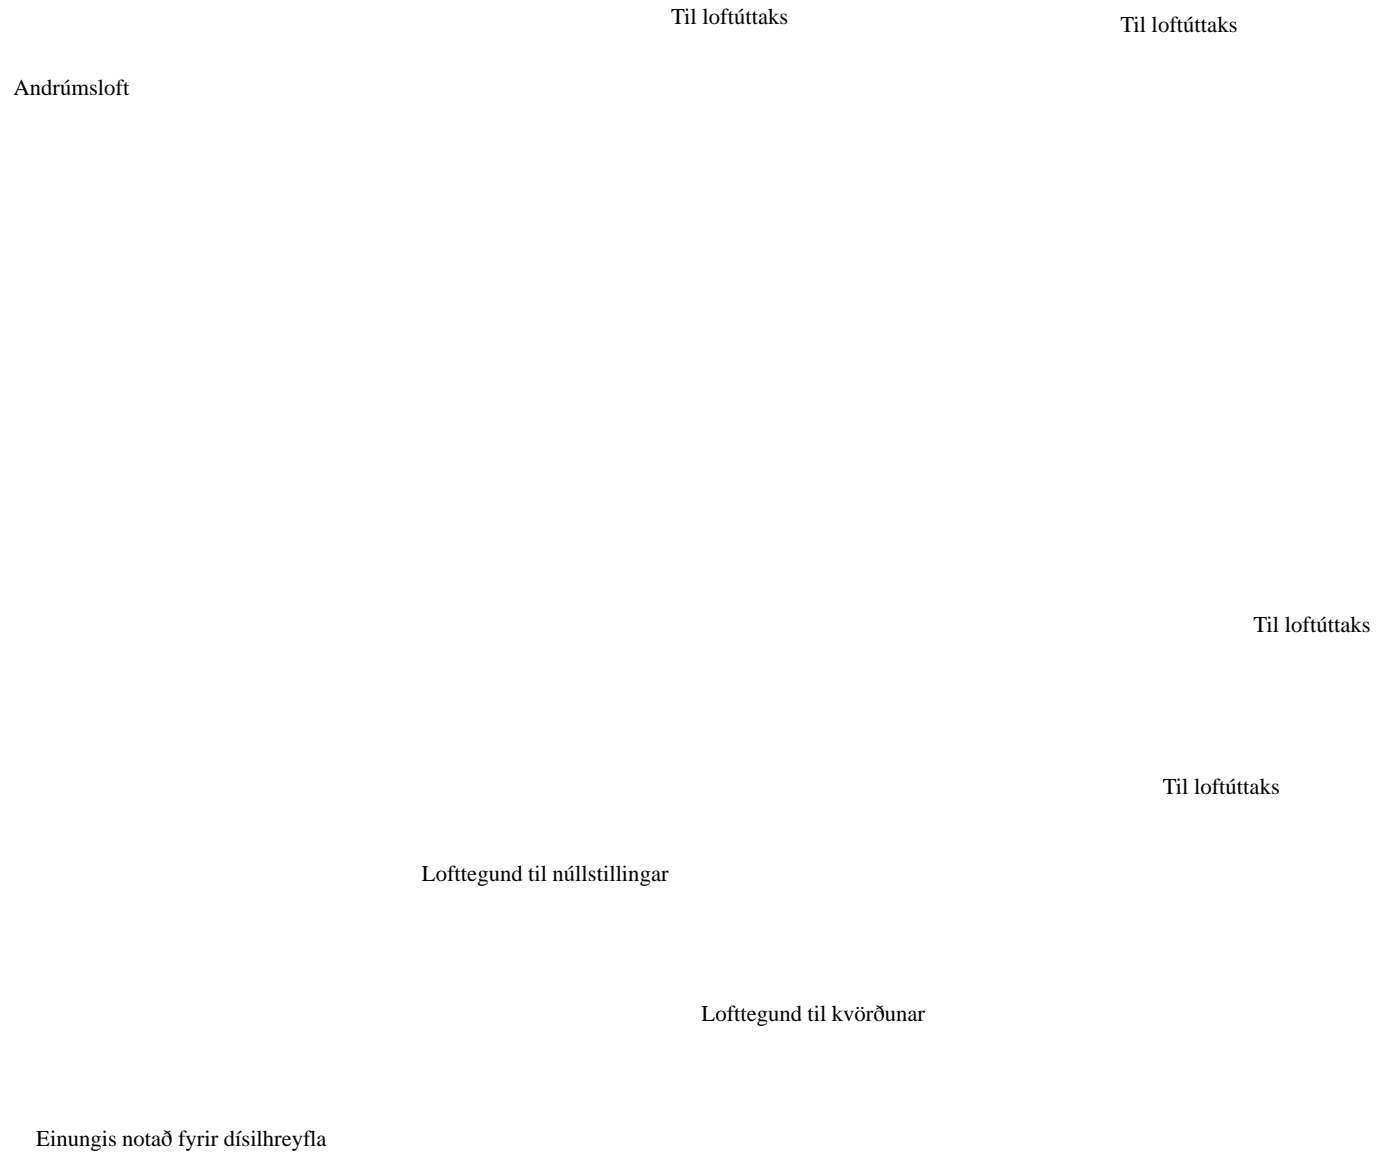 Til loftúttaks
Til loftúttaks
Andrúmsloft
Til loftúttaks
Til loftúttaks
Lofttegund til núllstillingar
Lofttegund til kvörðunar
Einungis notað fyrir dísilhreyfla